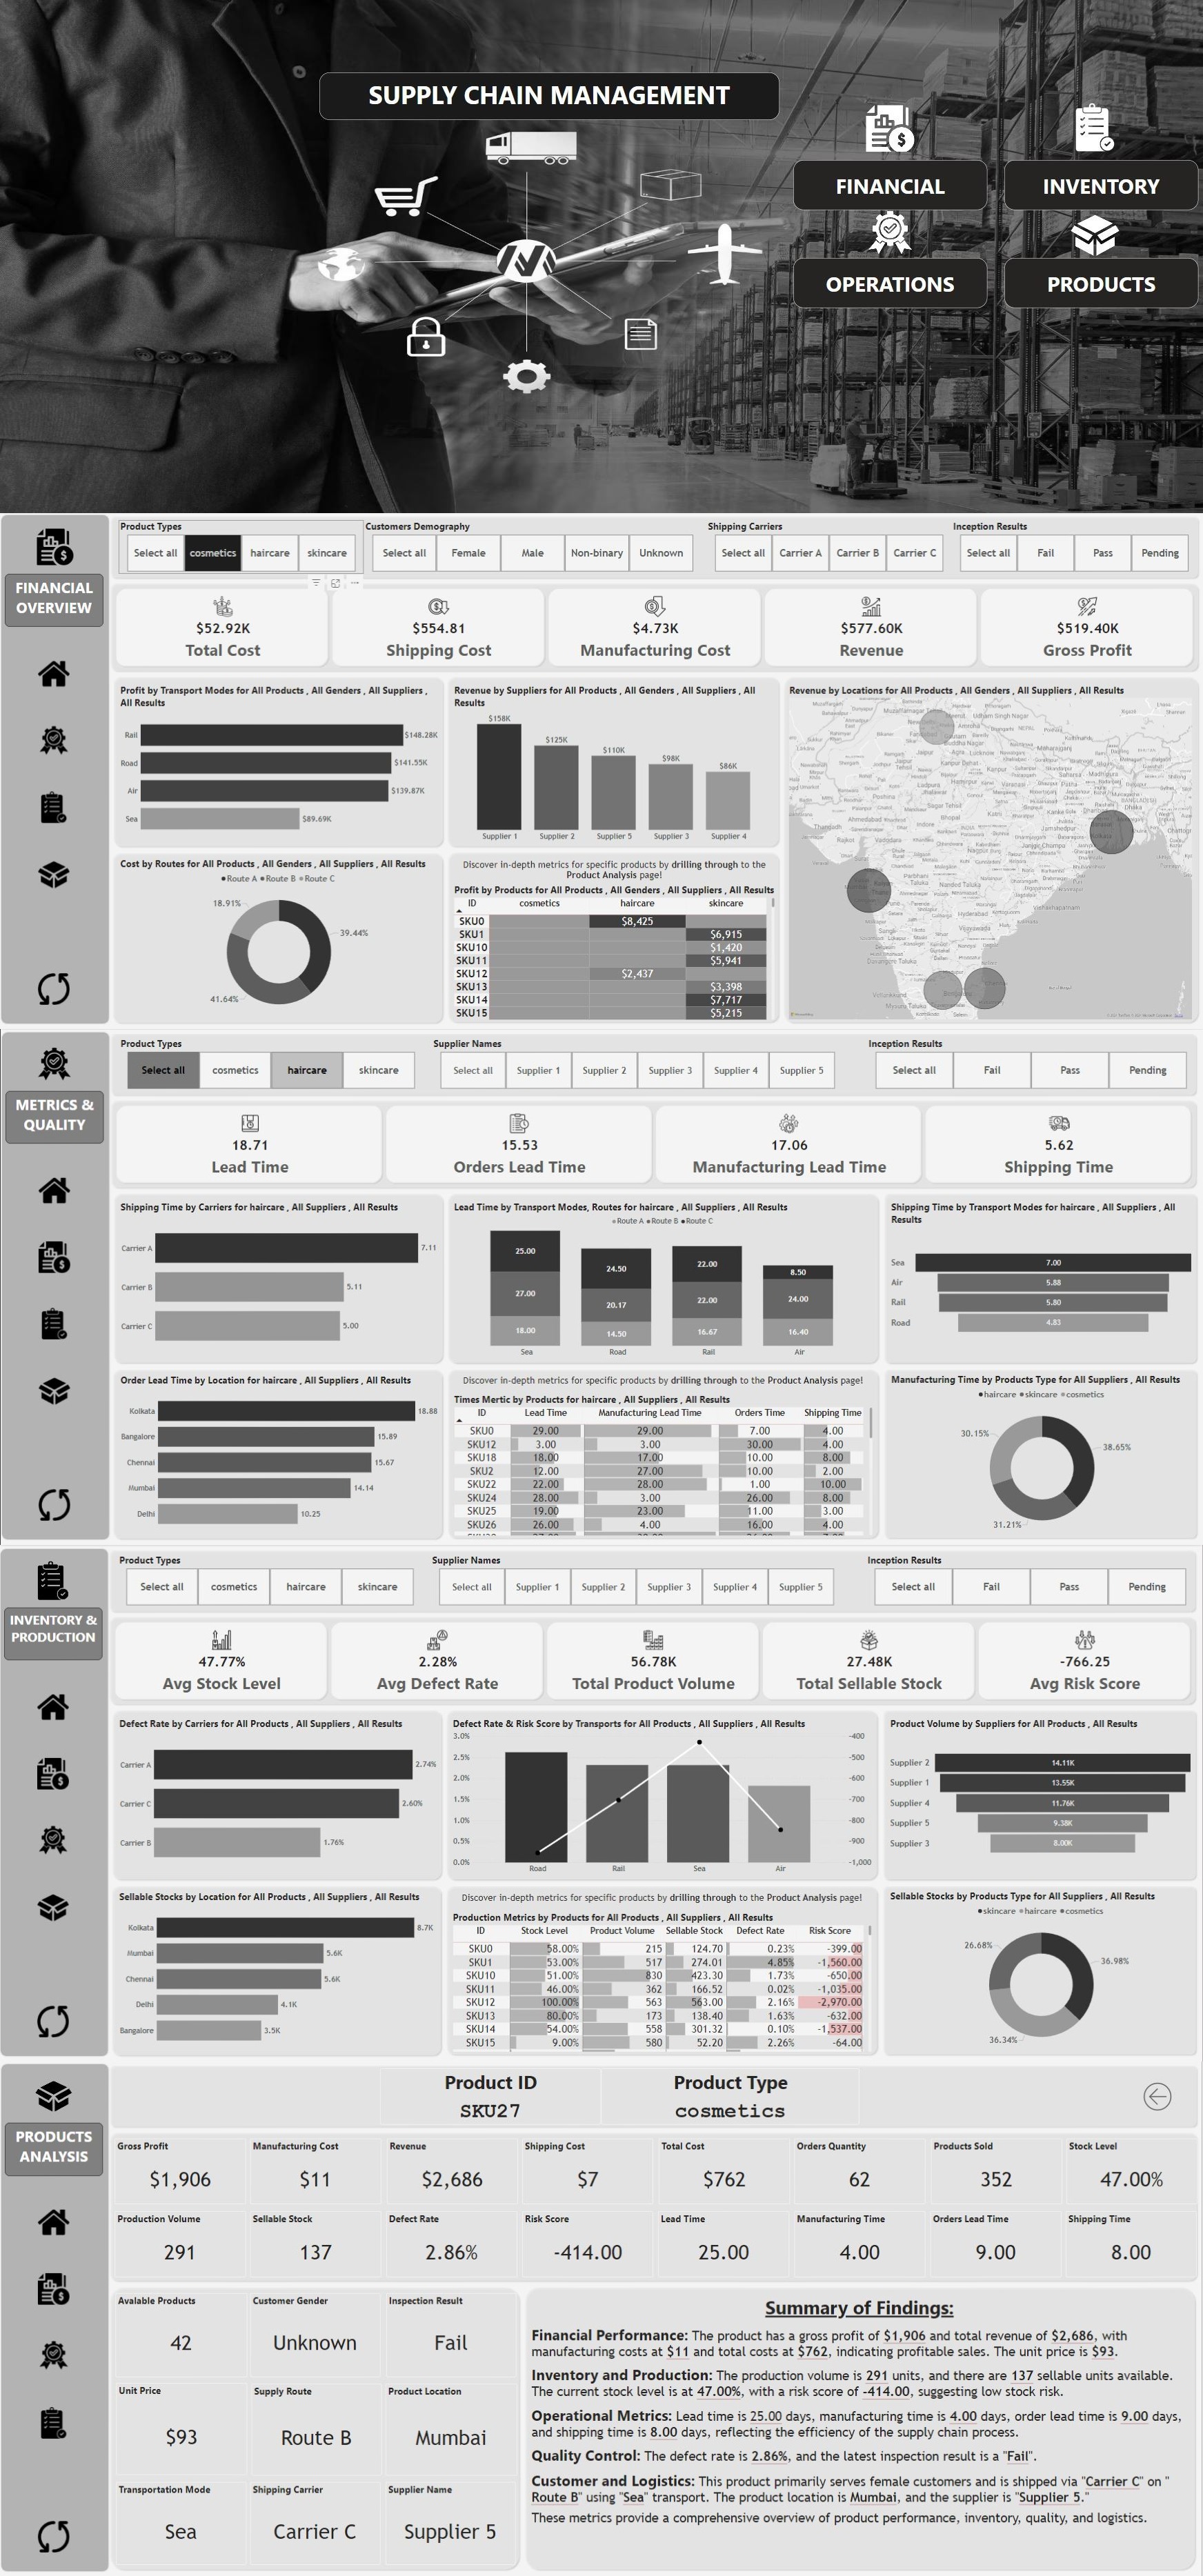 SUPPLY CHAIN MANAGEMENT
FINANCIAL
INVENTORY
OPERATIONS
PRODUCTS
FINANCIAL
OVERVIEW
Product Types
Select all
cosmetics
haircare
skincare
Customers Demography
Select all
Female
Male
Non-binary
Unknown
Shipping Carriers
Select all
Carrier A
Carrier B
Carrier C
Inception Results
Select all
Fail
Pass
Pending
$52.92K
Total Cost
$554.81
Shipping Cost
$4.73K
Manufacturing Cost
$577.60K
Revenue
$519.40K
Gross Profit
Profit by Transport Modes for All Products , All Genders , All Suppliers ,
All Results
Rail $148.28K
Road $141.55K
Air $139.87K
Sea $89.69K
Revenue by Suppliers for All Products , All Genders , All Suppliers , All
Results
$158K
$125K
$110K
$98K
$86K
Supplier 1
Supplier 2
Supplier 5
Supplier 3
Supplier 4
Revenue by Locations for All Products , All Genders , All Suppliers , All Results
Cost by Routes for All Products , All Genders , All Suppliers , All Results
Route A Route B Route C
18.91%
39.44%
41.64%
Discover in-depth metrics for specific products by drilling through to the
Product Analysis page!
Profit by Products for All Products , All Genders , All Suppliers , All Results
ID cosmetics haircare skincare
SKU0 $8,425
SKU1 $6,915
SKU10 $1,420
SKU11 $5,941
SKU12 $2,437
SKU13 $3,398
SKU14 $7,717
SKU15 $5,215
METRICS &
QUALITY
Product Types
Select all
cosmetics
haircare
skincare
Supplier Names
Select all
Supplier 1
Supplier 2
Supplier 3
Supplier 4
Supplier 5
Inception Results
Select all
Fail
Pass
Pending
18.71
Lead Time
15.53
Orders Lead Time
17.06
Manufacturing Lead Time
5.62
Shipping Time
Shipping Time by Carriers for haircare , All Suppliers , All Results
Carrier A 7.11
Carrier B 5.11
Carrier C 5.00
Lead Time by Transport Modes, Routes for haircare , All Suppliers , All Results
Route A Route B Route C
25.00
27.00
18.00
Sea
24.50
20.17
14.50
Road
22.00
22.00
16.67
Rail
8.50
24.00
16.40
Air
Shipping Time by Transport Modes for haircare , All Suppliers , All
Results
Sea 7.00
Air 5.88
Rail 5.80
Road 4.83
Order Lead Time by Location for haircare , All Suppliers , All Results
Kolkata 18.88
Bangalore 15.89
Chennai 15.67
Mumbai 14.14
Delhi 10.25
Discover in-depth metrics for specific products by drilling through to the Product Analysis page!
Times Mertic by Products for haircare , All Suppliers , All Results
ID Lead Time Manufacturing Lead Time Orders Time Shipping Time
SKU0 29.00 29.00 7.00 4.00
SKU12 3.00 3.00 30.00 4.00
SKU18 18.00 17.00 10.00 8.00
SKU2 12.00 27.00 10.00 2.00
SKU22 22.00 28.00 1.00 10.00
SKU24 28.00 3.00 26.00 8.00
SKU25 19.00 23.00 11.00 3.00
SKU26 26.00 4.00 16.00 4.00
Manufacturing Time by Products Type for All Suppliers , All Results
haircare skincare cosmetics
30.15%
38.65%
31.21%
INVENTORY &
PRODUCTION
Product Types
Select all
cosmetics
haircare
skincare
Supplier Names
Select all
Supplier 1
Supplier 2
Supplier 3
Supplier 4
Supplier 5
Inception Results
Select all
Fail
Pass
Pending
47.77%
Avg Stock Level
2.28%
Avg Defect Rate
56.78K
Total Product Volume
27.48K
Total Sellable Stock
-766.25
Avg Risk Score
Defect Rate by Carriers for All Products , All Suppliers , All Results
Carrier A 2.74%
Carrier C 2.60%
Carrier B 1.76%
Defect Rate & Risk Score by Transports for All Products , All Suppliers , All Results
3.0%
2.5%
2.0%
1.5%
1.0%
0.5%
0.0%
-400
-500
-600
-700
-800
-900
-1,000
Road
Rail
Sea
Air
Product Volume by Suppliers for All Products , All Suppliers , All Results
Supplier 2 14.11K
Supplier 1 13.55K
Supplier 4 11.76K
Supplier 5 9.38K
Supplier 3 8.00K
Sellable Stocks by Location for All Products , All Suppliers , All Results
Kolkata 8.7K
Mumbai 5.6K
Chennai 5.6K
Delhi 4.1K
Bangalore 3.5K
Discover in-depth metrics for specific products by drilling through to the Product Analysis page!
Production Metrics by Products for All Products , All Suppliers , All Results
ID Stock Level Product Volume Sellable Stock Defect Rate Risk Score
SKU0 58.00% 215 124.70 0.23% -399.00
SKU1 53.00% 517 274.01 4.85% -1,560.00
SKU10 51.00% 830 423.30 1.73% -650.00
SKU11 46.00% 362 166.52 0.02% -1,035.00
SKU12 100.00% 563 563.00 2.16% -2,970.00
SKU13 80.00% 173 138.40 1.63% -632.00
SKU14 54.00% 558 301.32 0.10% -1,537.00
SKU15 9.00% 580 52.20 2.26% -64.00
Sellable Stocks by Products Type for All Suppliers , All Results
skincare haircare cosmetics
26.68%
36.98%
36.34%
PRODUCTS
ANALYSIS
Product ID
SKU27
Product Type
cosmetics
Gross Profit
$1,906
Manufacturing Cost
$11
Revenue
$2,686
Shipping Cost
$7
Total Cost
$762
Orders Quantity
62
Products Sold
352
Stock Level
47.00%
Production Volume
291
Sellable Stock
137
Defect Rate
2.86%
Risk Score
-414.00
Lead Time
25.00
Manufacturing Time
4.00
Orders Lead Time
9.00
Shipping Time
8.00
Avalable Products
42
Customer Gender
Unknown
Inspection Result
Fail
Unit Price
$93
Supply Route
Route B
Product Location
Mumbai
Transportation Mode
Sea
Shipping Carrier
Carrier C
Supplier Name
Supplier 5
Summary of Findings:
Financial Performance: The product has a gross profit of $1,906 and total revenue of $2,686, with
manufacturing costs at $11 and total costs at $762, indicating profitable sales. The unit price is $93.
Inventory and Production: The production volume is 291 units, and there are 137 sellable units available.
The current stock level is at 47.00%, with a risk score of -414.00, suggesting low stock risk.
Operational Metrics: Lead time is 25.00 days, manufacturing time is 4.00 days, order lead time is 9.00 days,
and shipping time is 8.00 days, reflecting the efficiency of the supply chain process.
Quality Control: The defect rate is 2.86%, and the latest inspection result is a "Fail".
Customer and Logistics: This product primarily serves female customers and is shipped via "Carrier C" on "
Route B" using "Sea" transport. The product location is Mumbai, and the supplier is "Supplier 5."
These metrics provide a comprehensive overview of product performance, inventory, quality, and logistics.